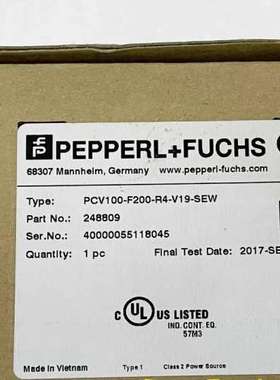 PEPPERL+FUCHS
68307 Mannheim, Germany www.pepperl-fuchs.com
Type: PCV100-F200-R4-V19-SEW
Part No.: 248809
Ser.No.: 40000055118045
Quantity: 1 pc Final Test Date: 2017-SE
C UL US LISTED
IND. CONT. EQ.
57M3
Made in Vietnam Type 1 Class 2 Power Source